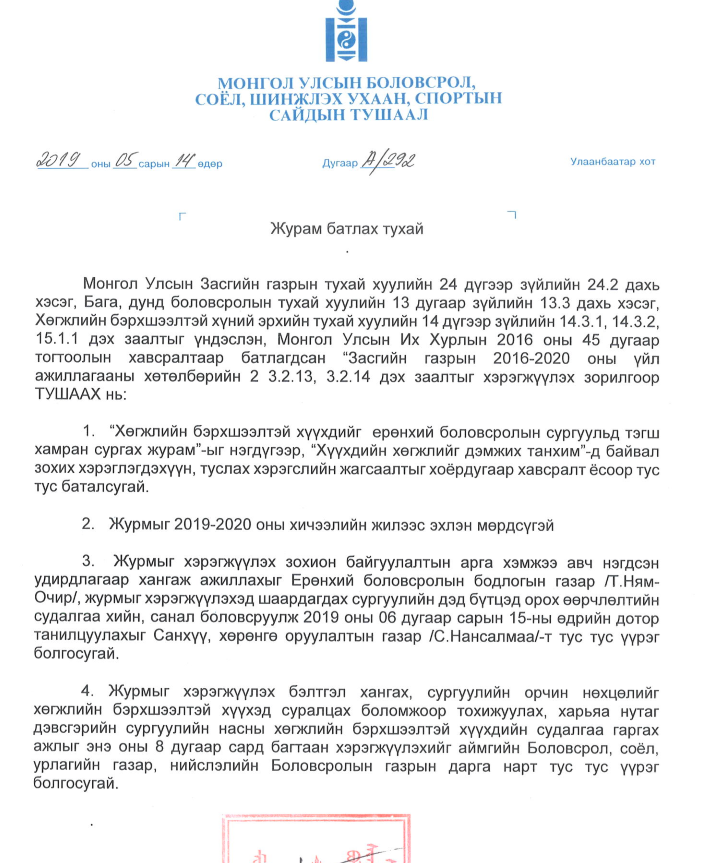 МОНГОЛ УЛСЫН БОЛОВСРОЛ,
СОЁЛ, ШИНЖЛЭХ УХААН, СПОРТЫН
САЙДЫН ТУШААЛ
2019 оны 05 сарын 14 өдөр Дугаар А/292 Улаанбаатар хот
Журам батлах тухай
Монгол Улсын Засгийн газрын тухай хуулийн 24 дүгээр зүйлийн 24.2 дахь
хэсэг, Бага, дунд боловсролын тухай хуулийн 13 дугаар зүйлийн 13.3 дахь хэсэг,
Хөгжлийн бэрхшээлтэй хүний эрхийн тухай хуулийн 14 дүгээр зүйлийн 14.3.1, 14.3.2,
15.1.1 дэх заалтыг үндэслэн, Монгол Улсын Их Хурлын 2016 оны 45 дугаар
тогтоолын хавсралтаар батлагдсан “Засгийн газрын 2016-2020 оны үйл
ажиллагааны хөтөлбөрийн 2 3.2.13, 3.2.14 дэх заалтыг хэрэгжүүлэх зорилгоор
ТУШААХ нь:
1. “Хөгжлийн бэрхшээлтэй хүүхдийг ерөнхий боловсролын сургуульд тэгш
хамран сургах журам”-ыг нэгдүгээр, “Хүүхдийн хөгжлийг дэмжих танхим”-д байвал
зохих хэрэглэгдэхүүн, туслах хэрэгслийн жагсаалтыг хоёрдугаар хавсралт ёсоор тус
тус баталсугай.
2. Журмыг 2019-2020 оны хичээлийн жилээс эхлэн мөрдсүгэй
3. Журмыг хэрэгжүүлэх зохион байгуулалтын арга хэмжээ авч нэгдсэн
удирдлагаар хангаж ажиллахыг Ерөнхий боловсролын бодлогын газар /Т.Ням-
Очир/, журмыг хэрэгжүүлэхэд шаардагдах сургуулийн дэд бүтцэд орох өөрчлөлтийн
судалгаа хийн, санал боловсруулж 2019 оны 06 дугаар сарын 15-ны өдрийн дотор
танилцуулахыг Санхүү, хөрөнгө оруулалтын газар /С.Нансалмаа/-т тус тус үүрэг
болгосугай.
4. Журмыг хэрэгжүүлэх бэлтгэл хангах, сургуулийн орчин нөхцөлийг
хөгжлийн бэрхшээлтэй хүүхэд суралцах боломжоор тохижуулах, харьяа нутаг
дэвсгэрийн сургуулийн насны хөгжлийн бэрхшээлтэй хүүхдийн судалгаа гаргах
ажлыг энэ оны 8 дугаар сард багтаан хэрэгжүүлэхийг аймгийн Боловсрол, соёл,
урлагийн газар, нийслэлийн Боловсролын газрын дарга нарт тус тус үүрэг
болгосугай.